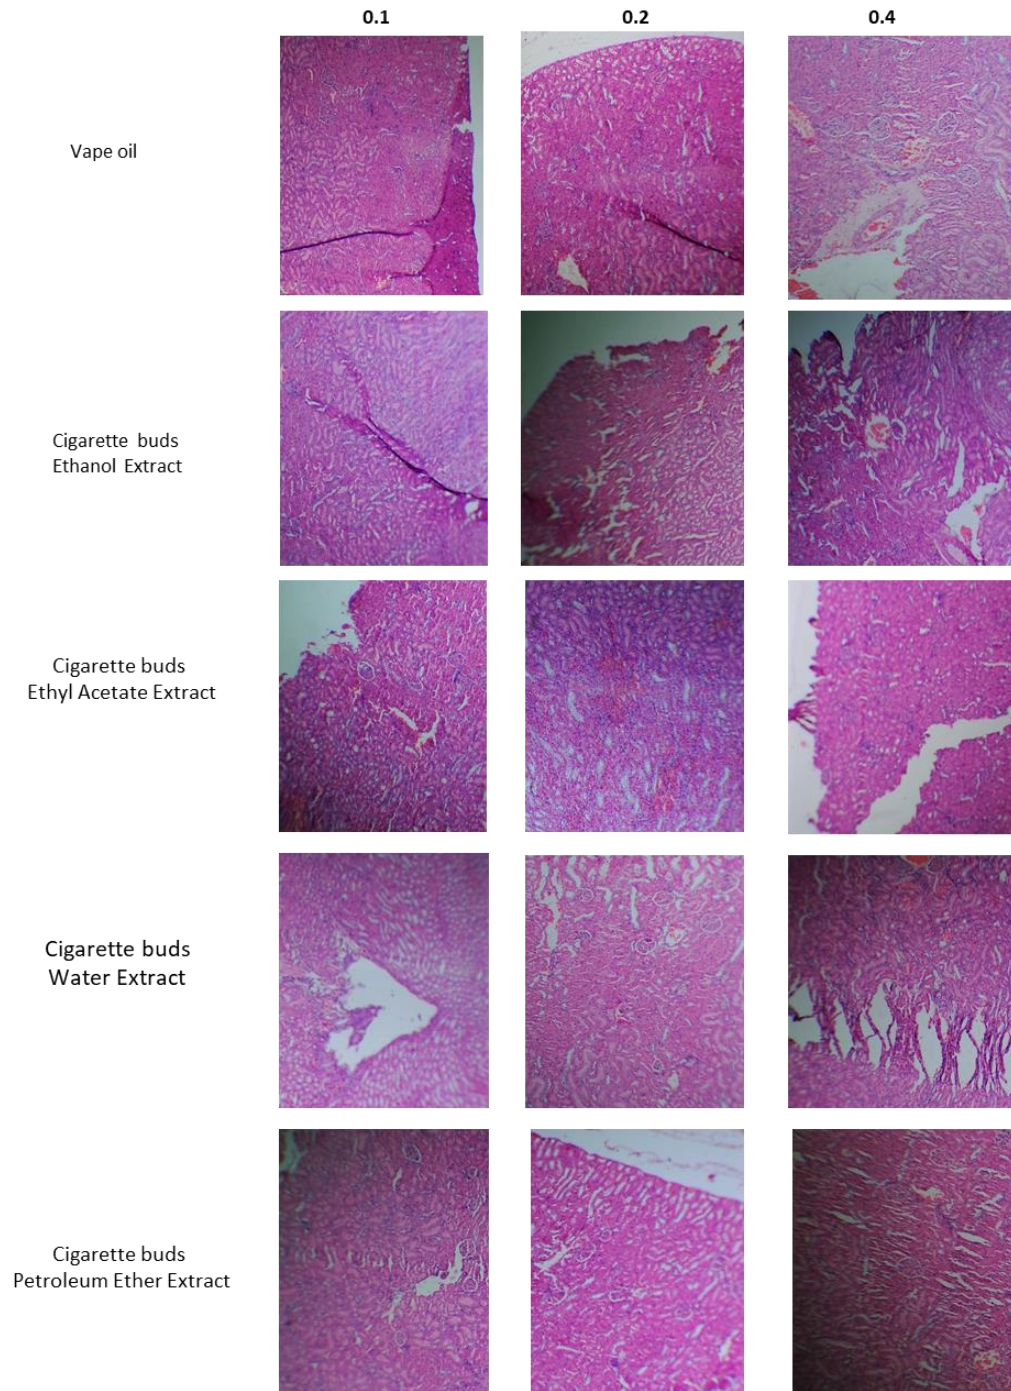 0.1 0.2 0.4
Vape oil
Cigarette buds
Ethanol Extract
Cigarette buds
Ethyl Acetate Extract
Cigarette buds
Water Extract
Cigarette buds
Petroleum Ether Extract